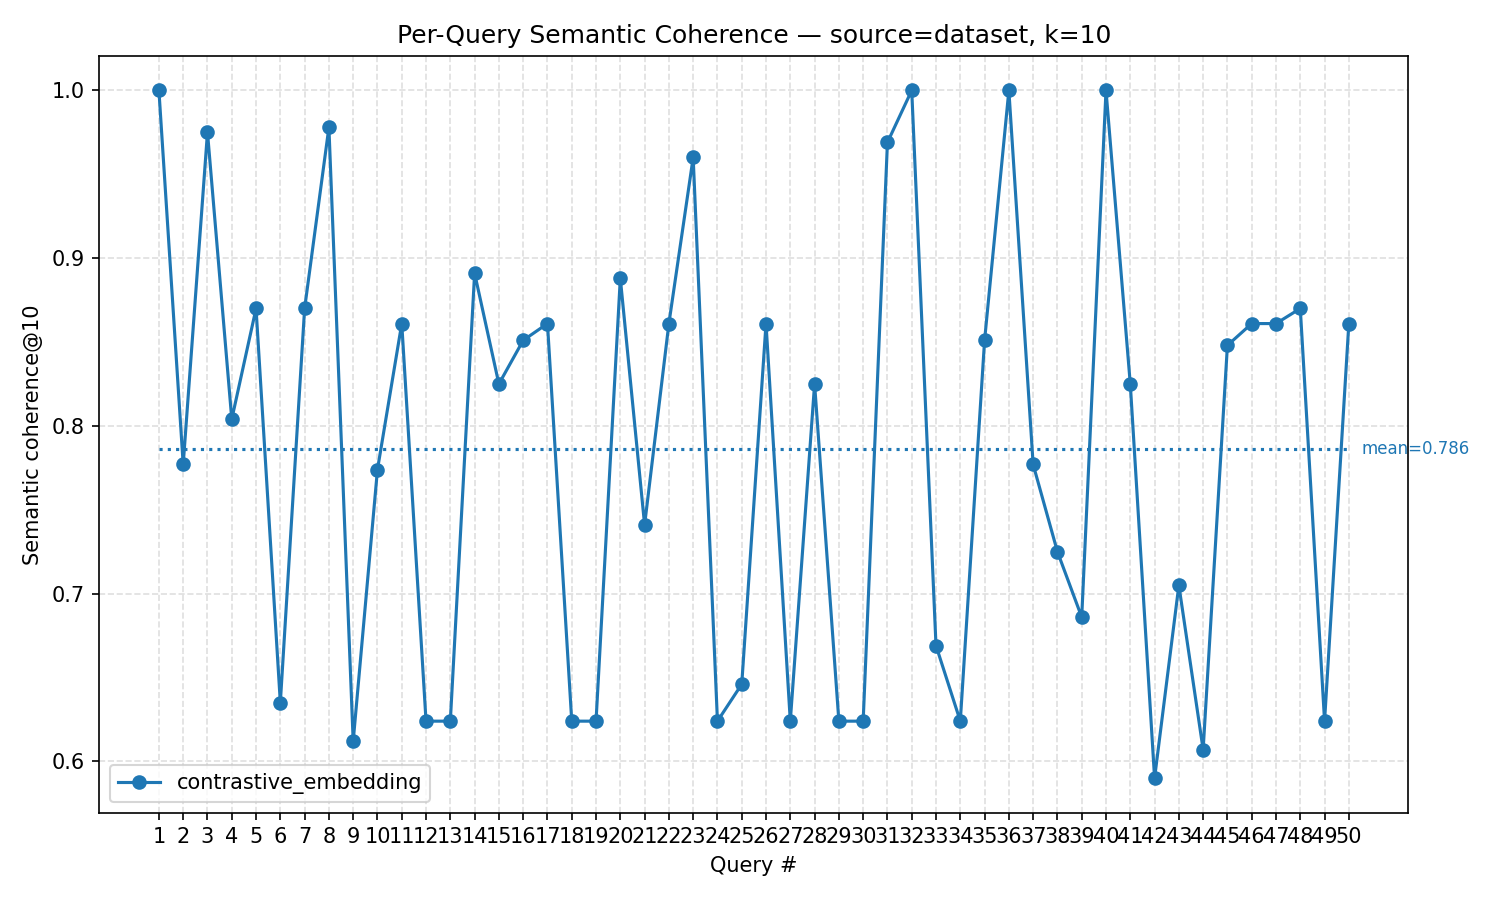 Per-Query Semantic Coherence — source=dataset, k=10
Semantic coherence@10
1.0
0.9
0.8
0.7
0.6
mean=0.786
contrastive_embedding
1 2 3 4 5 6 7 8 9 10 11 12 13 14 15 16 17 18 19 20 21 22 23 24 25 26 27 28 29 30 31 32 33 34 35 36 37 38 39 40 41 42 43 44 45 46 47 48 49 50
Query #